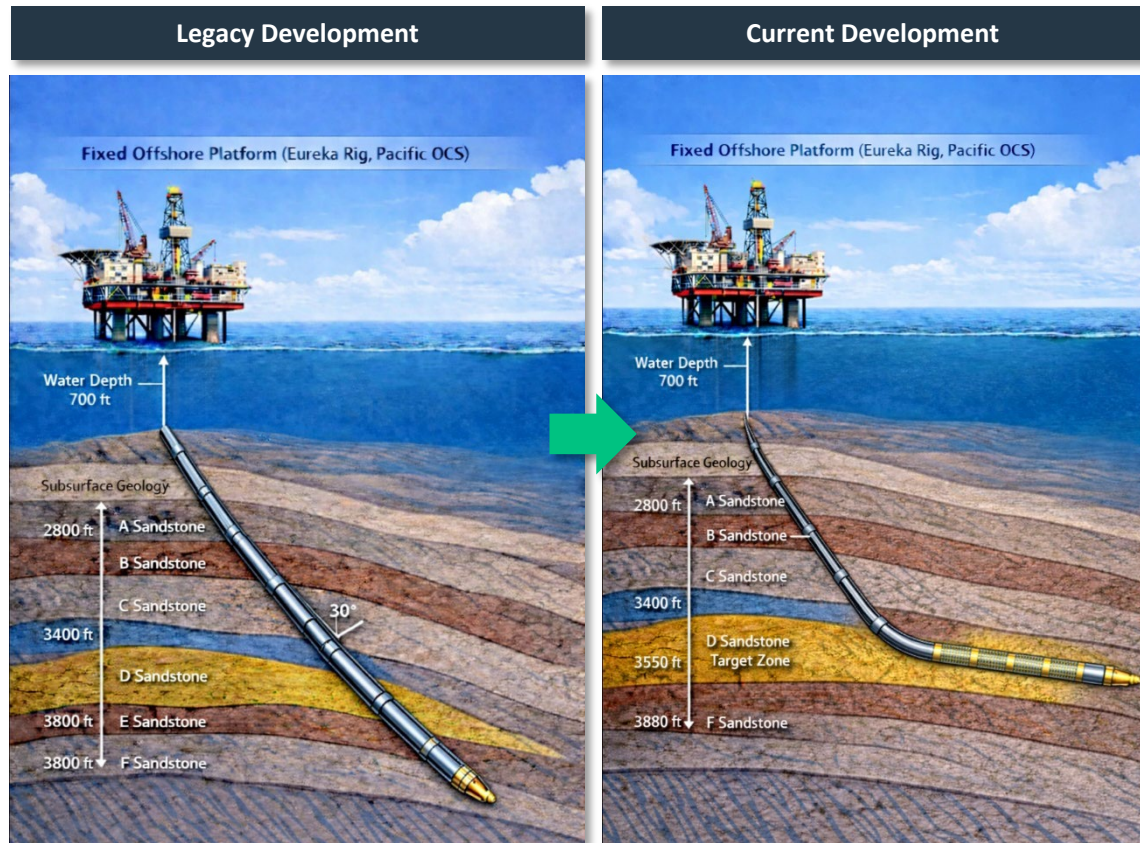 Legacy Development
Fixed Offshore Platform (Eureka Rig, Pacific OCS)
Water Depth
700 ft
Subsurface Geology
2800 ft
A Sandstone
B Sandstone
C Sandstone
30°
3400 ft
D Sandstone
3800 ft
E Sandstone
3800 ft
F Sandstone
Current Development
Fixed Offshore Platform (Eureka Rig, Pacific OCS)
Water Depth
700 ft
Subsurface Geology
2800 ft
A Sandstone
B Sandstone
C Sandstone
3400 ft
D Sandstone
Target Zone
3550 ft
3880 ft
F Sandstone